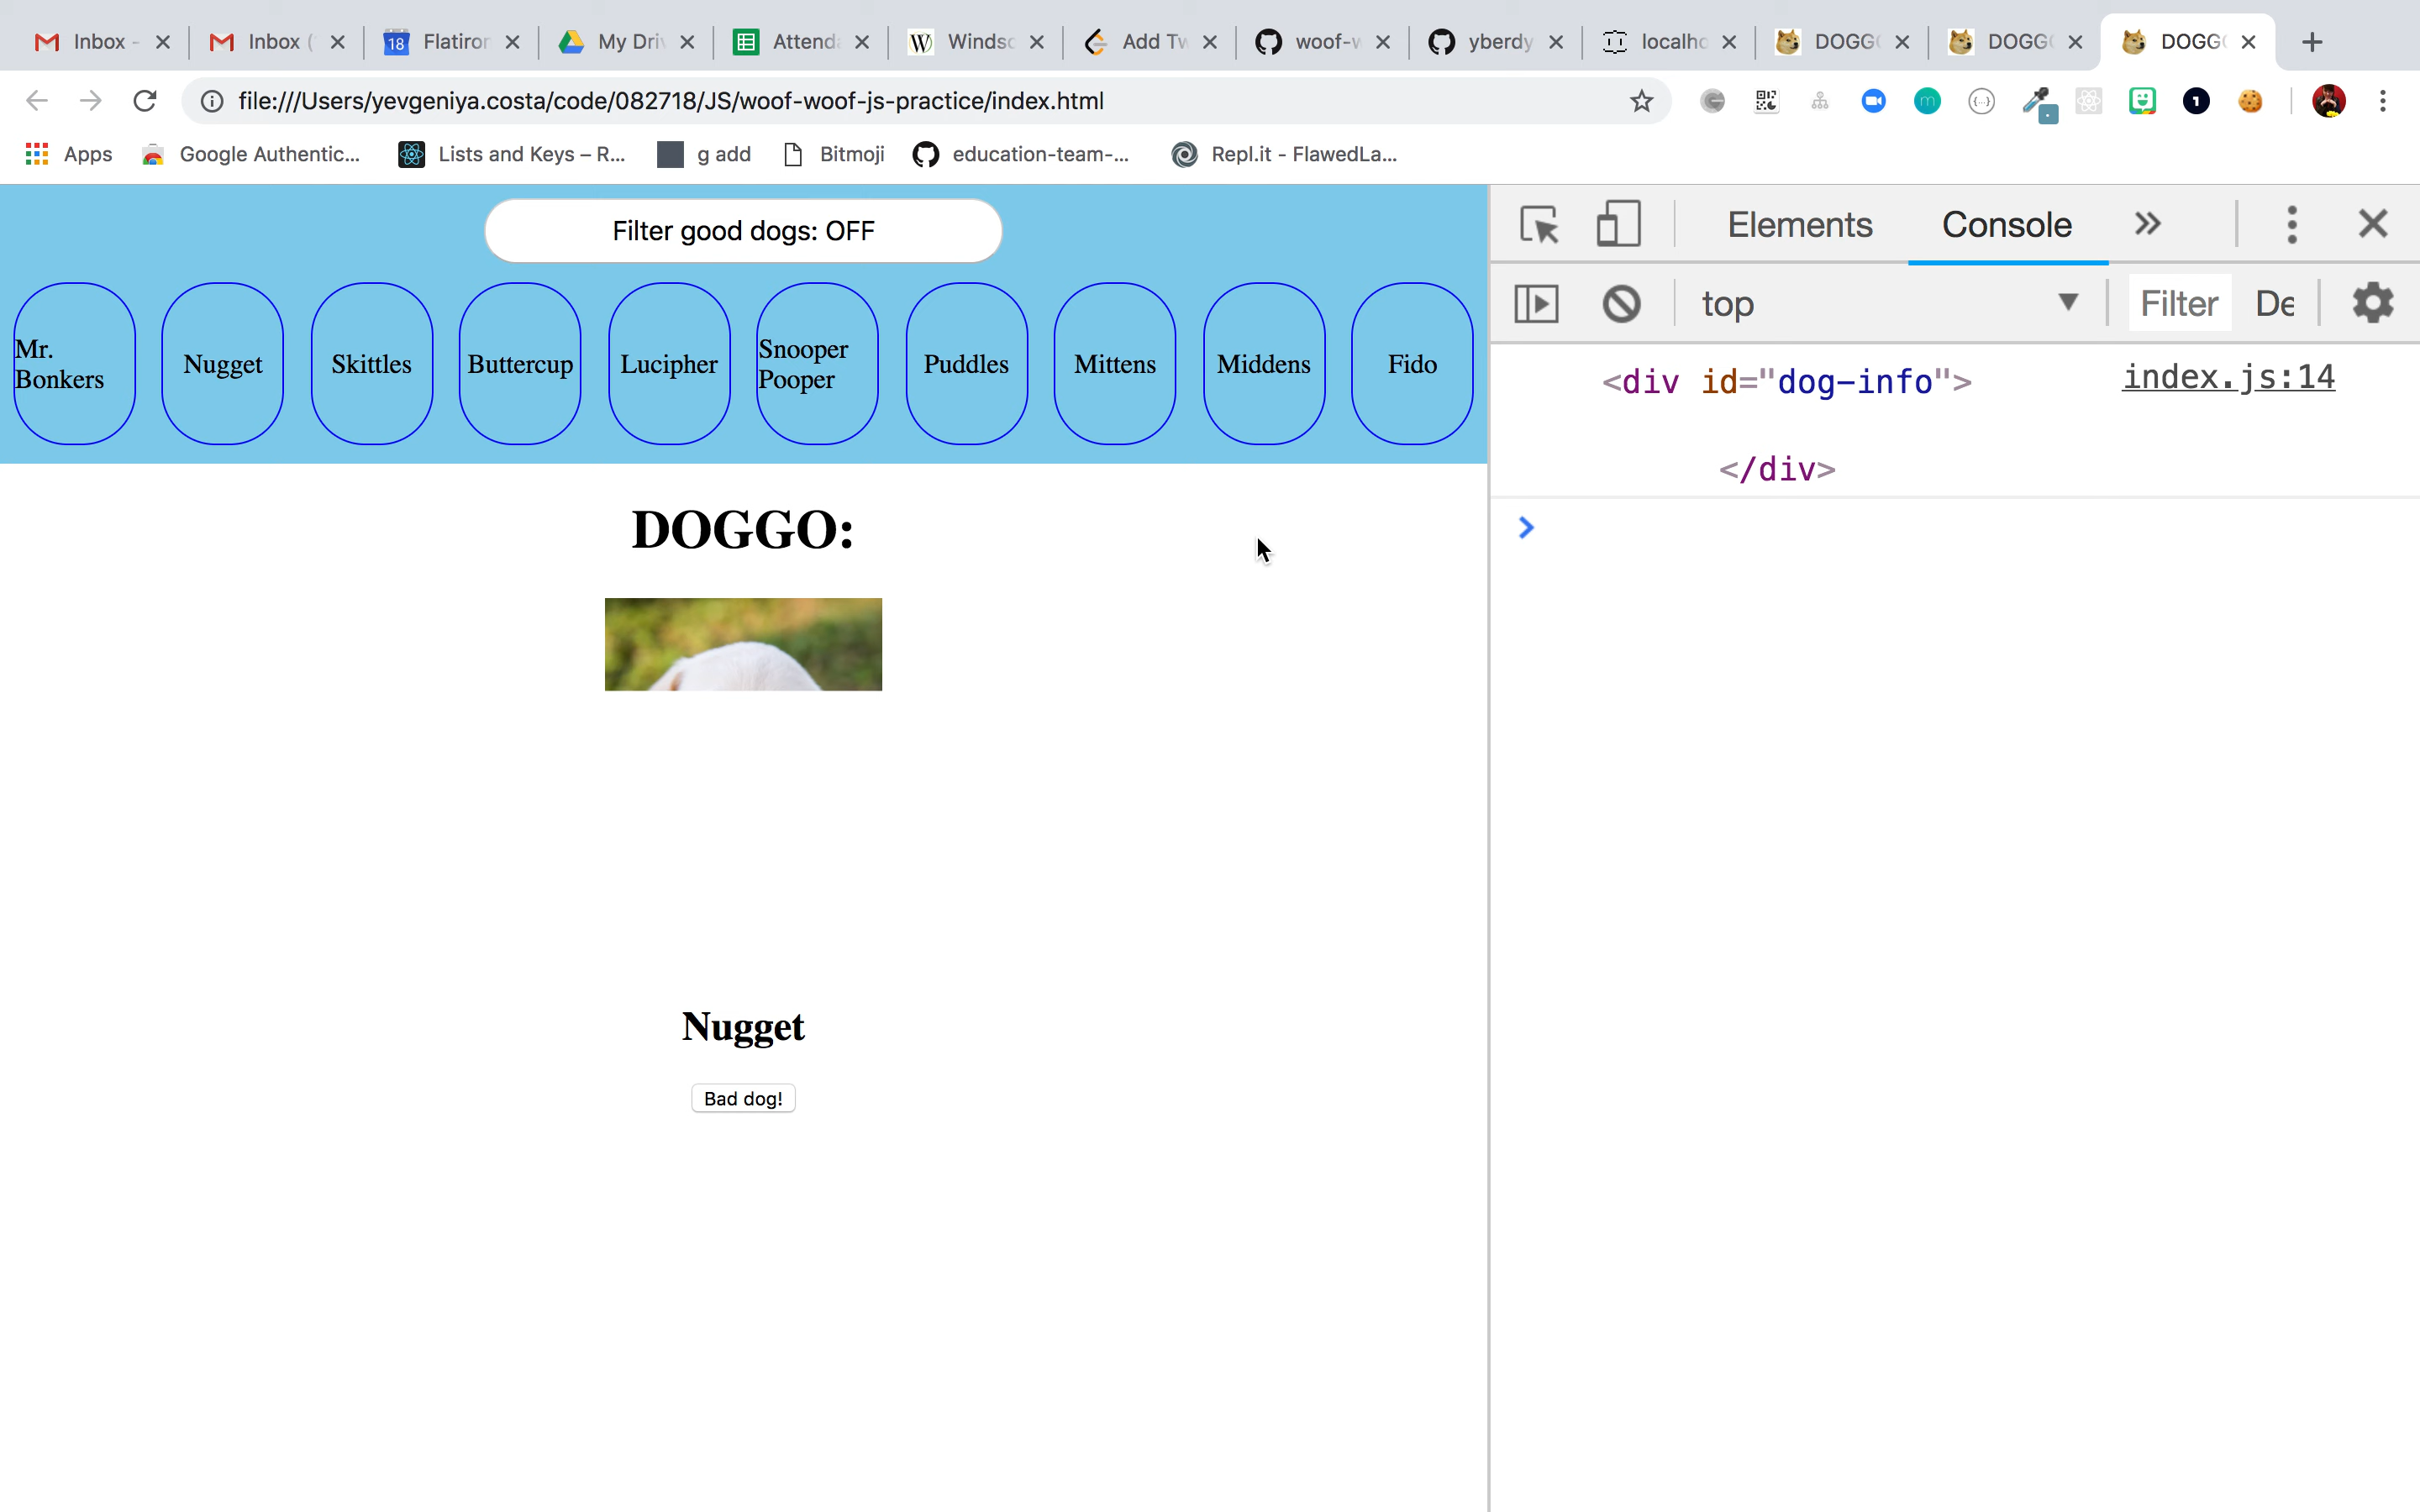 Inbox -
Inbox (
18
Flatiron
My Dri
Attend
W
Windsc
Add Tw
woof-w
yberdy
localhc
DOGG
DOGG
DOGG
file:///Users/yevgeniya.costa/code/082718/JS/woof-woof-js-practice/index.html
Apps
Google Authentic...
Lists and Keys – R...
g add
Bitmoji
education-team-...
Repl.it - FlawedLa...
Filter good dogs: OFF
Mr. Bonkers
Nugget
Skittles
Buttercup
Lucipher
Snooper Pooper
Puddles
Mittens
Middens
Fido
DOGGO:
Nugget
Bad dog!
Elements
Console
top
Filter
De
<div id="dog-info">
index.js:14
</div>